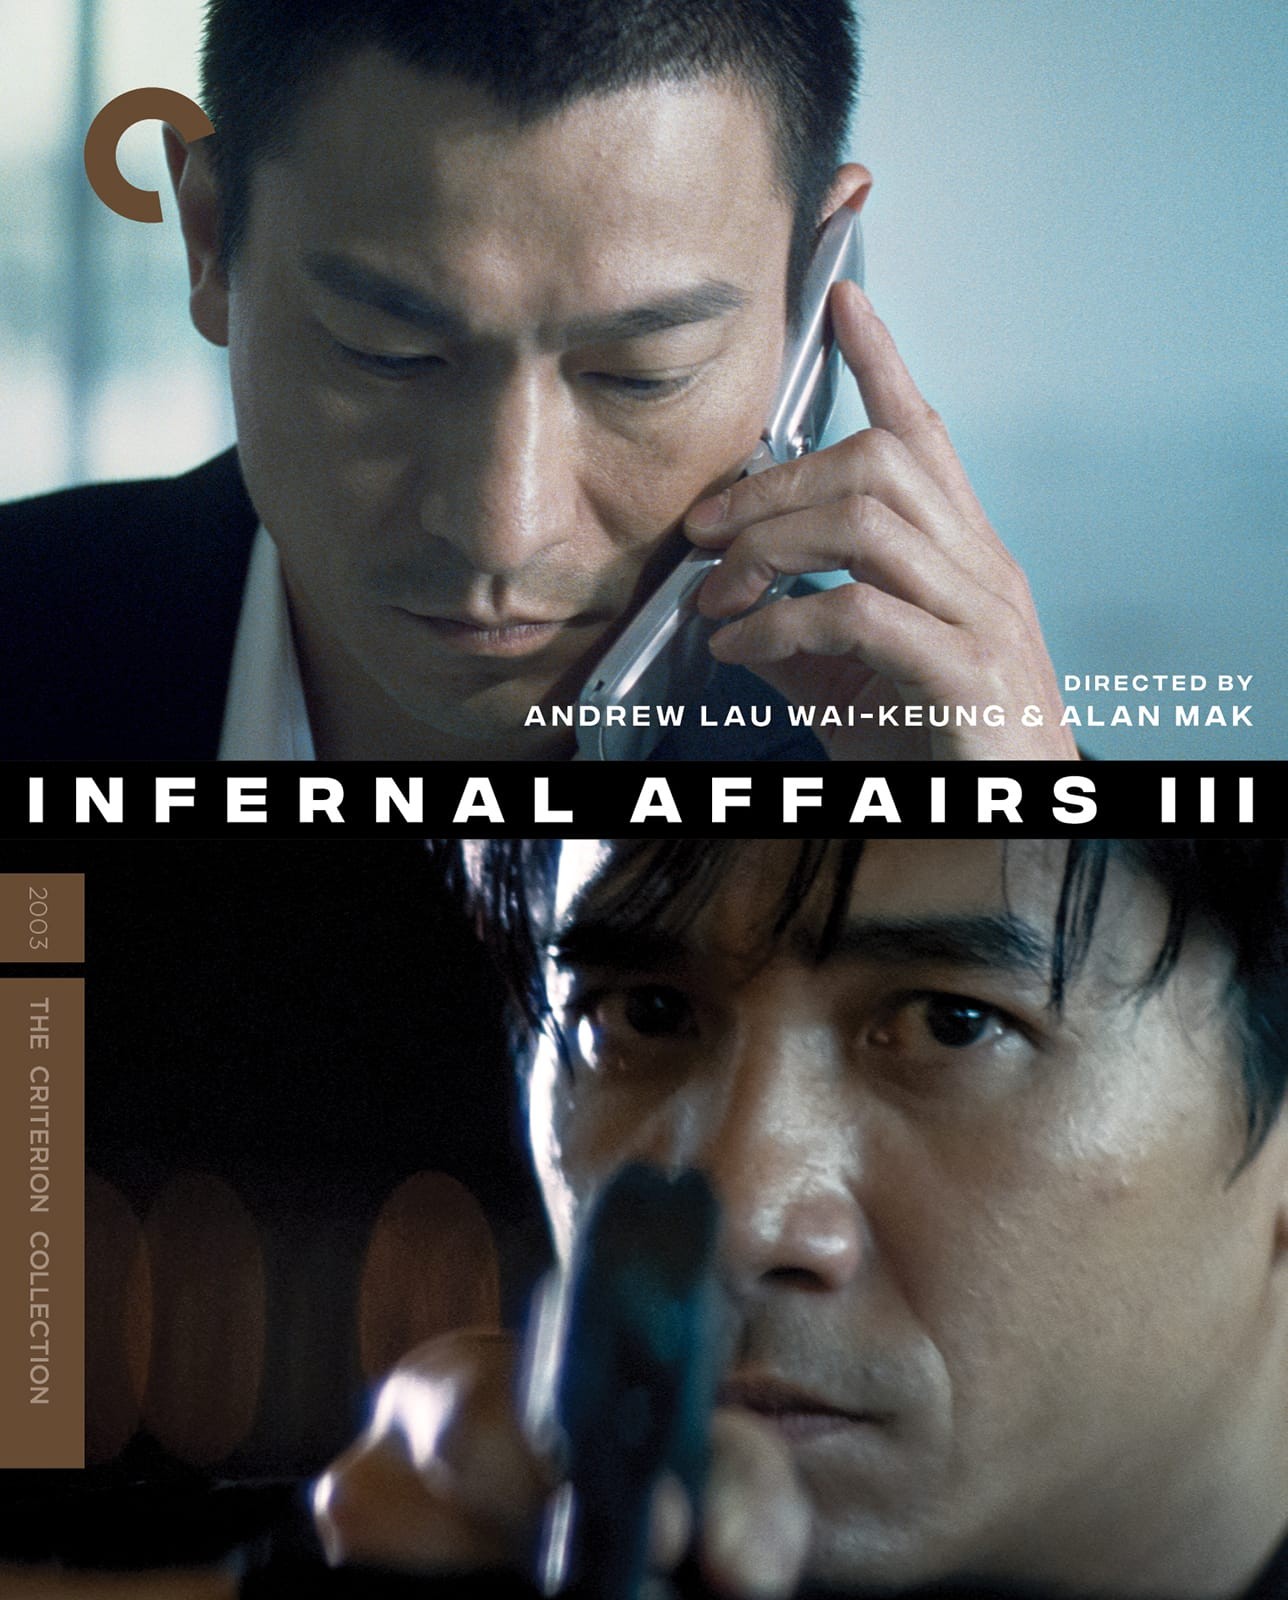 DIRECTED BY
ANDREW LAU WAI-KEUNG & ALAN MAK
INFERNAL AFFAIRS III
2003
THE CRITERION COLLECTION